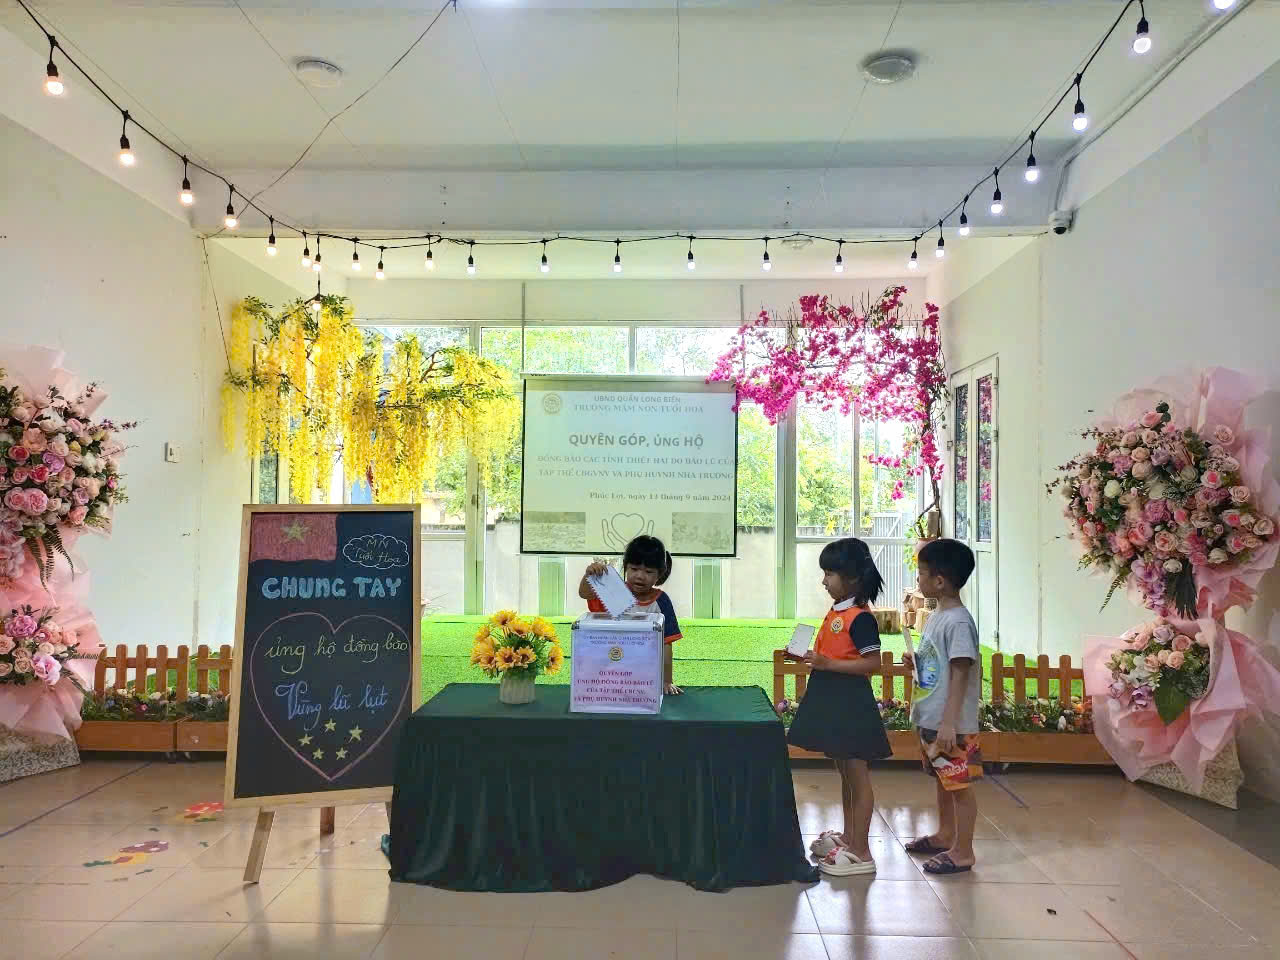 UBND QUẬN LONG BIÊN
TRƯỜNG MẦM NON TUỔI HOA
QUYÊN GÓP, ỦNG HỘ
ĐỒNG BÀO CÁC TỈNH THIỆT HẠI DO BÃO LŨ CỦA
TẬP THỂ CBGVNV VÀ PHỤ HUYNH NHÀ TRƯỜNG
Phúc Lợi, ngày 13 tháng 9 năm 2024
MN
Tuổi Hoa
CHUNG TAY
ủng hộ đồng bào
Vùng lũ lụt
QUYÊN GÓP
ỦNG HỘ ĐỒNG BÀO BÃO LŨ
CỦA TẬP THỂ CBGVNV
VÀ PHỤ HUYNH NHÀ TRƯỜNG